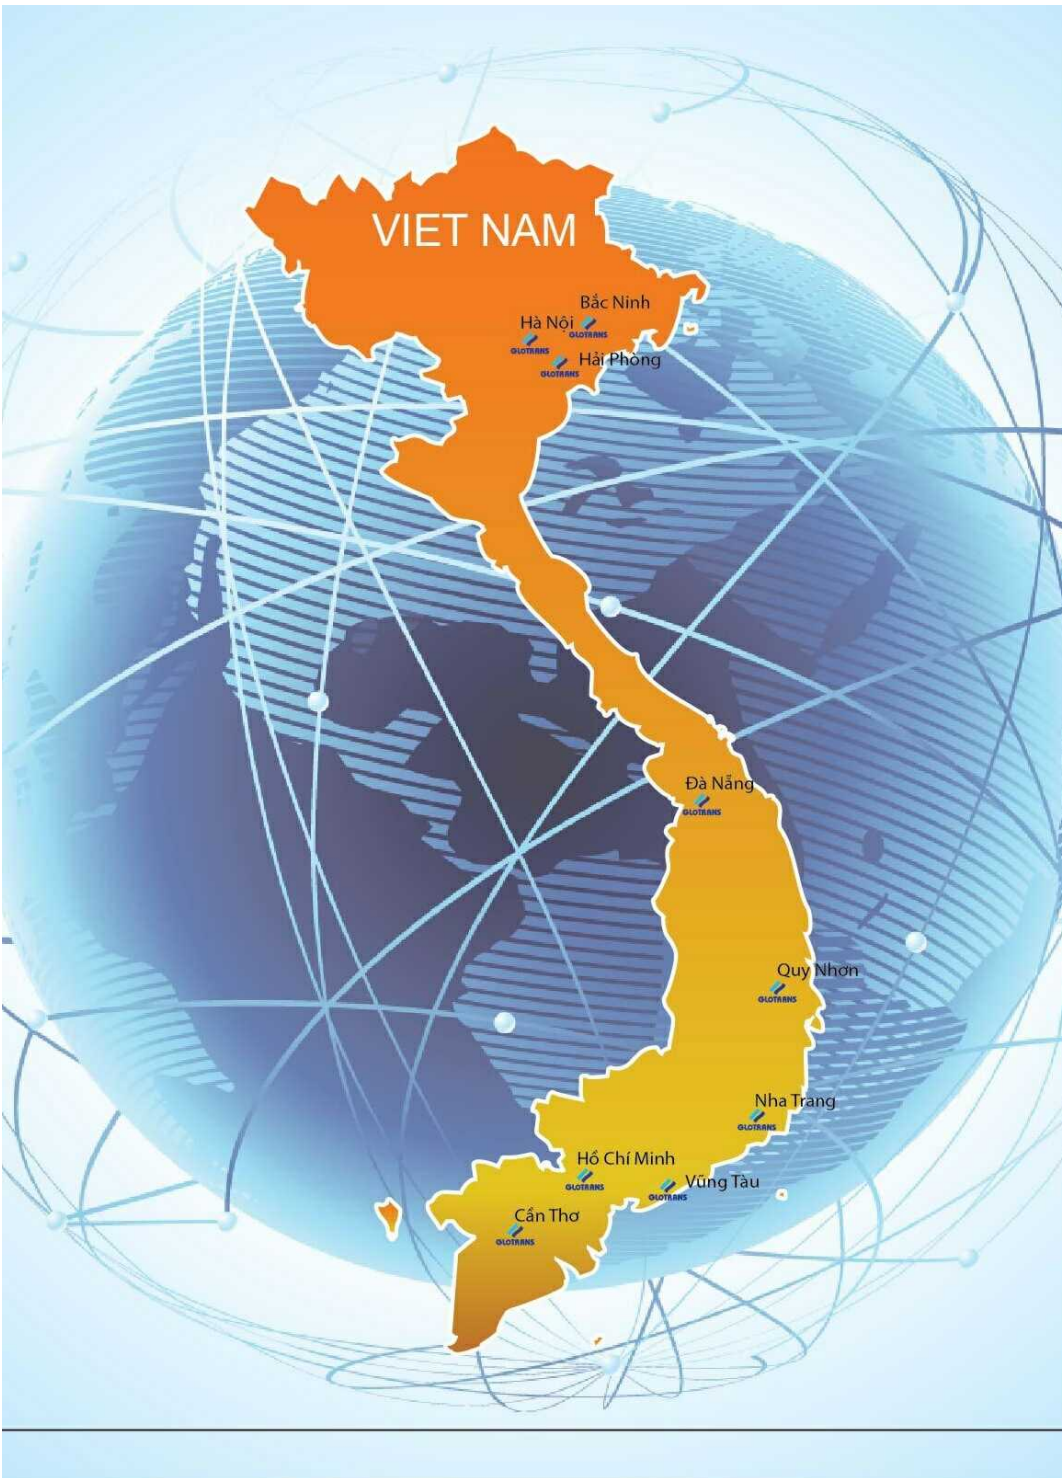 VIET NAM
Bắc Ninh
GLOTRANS
Hà Nội
GLOTRANS
Hải Phòng
GLOTRANS
Đà Nẵng
GLOTRANS
Quy Nhơn
GLOTRANS
Nha Trang
GLOTRANS
Hồ Chí Minh
GLOTRANS
Vũng Tàu
GLOTRANS
Cần Thơ
GLOTRANS